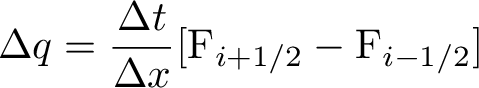 Δq = Δt/Δx [F_{i+1/2} − F_{i−1/2}]